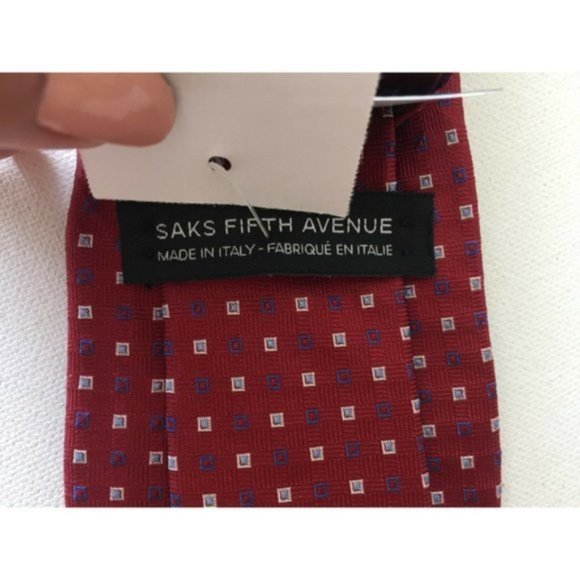 SAKS FIFTH AVENUE
MADE IN ITALY - FABRIQUÉ EN ITALIE